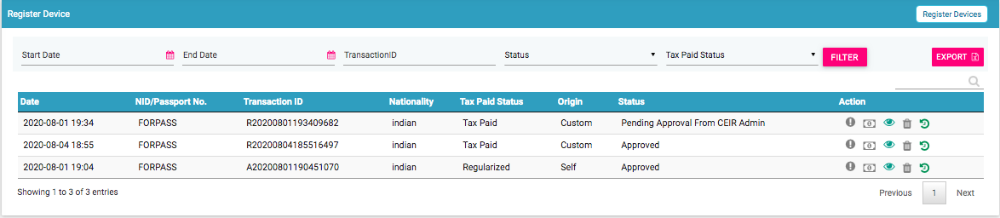 Register Device Register Devices
Start Date End Date TransactionID Status Tax Paid Status FILTER EXPORT
Date NID/Passport No. Transaction ID Nationality Tax Paid Status Origin Status Action
2020-08-01 19:34 FORPASS R20200801193409682 indian Tax Paid Custom Pending Approval From CEIR Admin
2020-08-04 18:55 FORPASS R20200804185516497 indian Tax Paid Custom Approved
2020-08-01 19:04 FORPASS A20200801190451070 indian Regularized Self Approved
Showing 1 to 3 of 3 entries Previous 1 Next